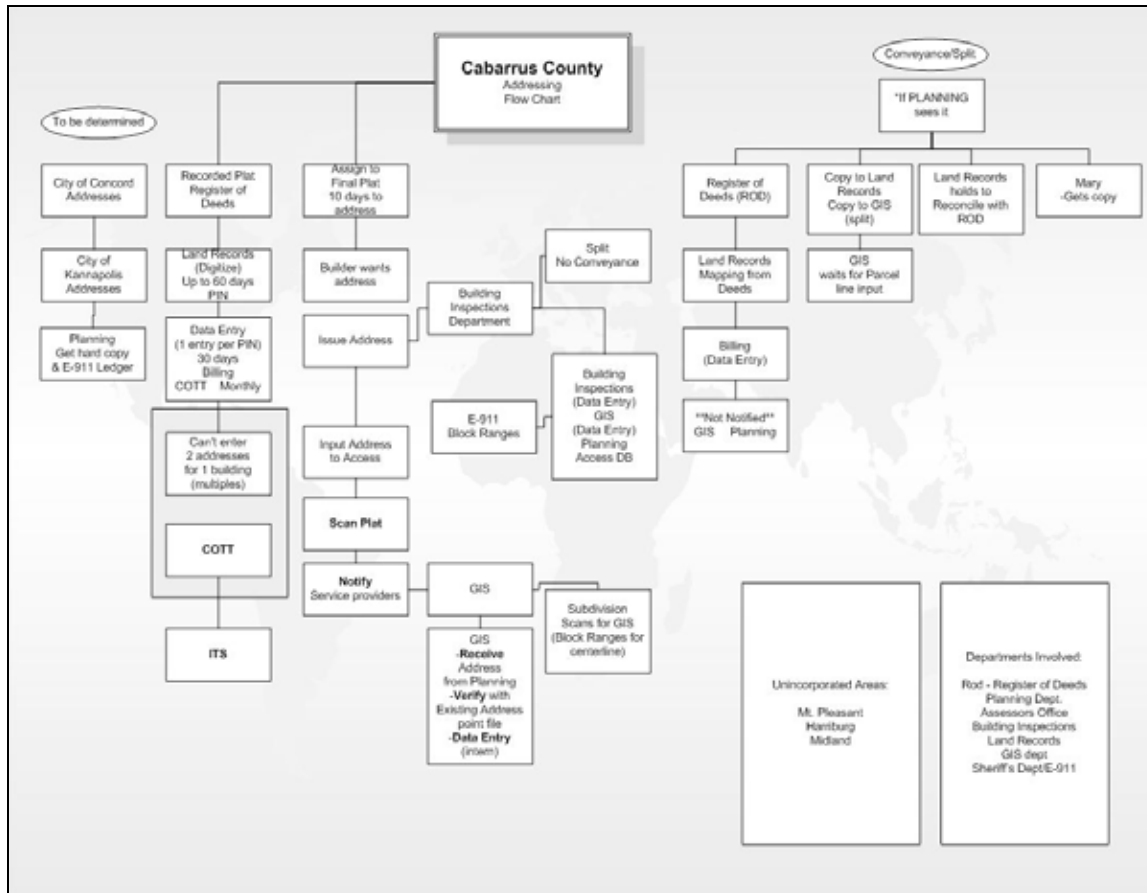 Cabarrus County
Addressing
Flow Chart
To be determined
City of Concord
Addresses
City of
Kannapolis
Addresses
Planning
Get hard copy
& E-911 Ledger
Recorded Plat
Register of
Deeds
Land Records
(Digitize)
Up to 60 days
PIN
Data Entry
(1 entry per PIN)
30 days
Billing
COTT Monthly
Can't enter
2 addresses
for 1 building
(multiples)
COTT
ITS
Assign to
Final Plat
10 days to
address
Builder wants
address
Issue Address
Input Address
to Access
Scan Plat
Notify
Service providers
Building
Inspections
Department
Split
No Conveyance
E-911
Block Ranges
Building
Inspections
(Data Entry)
GIS
(Data Entry)
Planning
Access DB
GIS
Subdivision
Scans for GIS
(Block Ranges for
centerline)
GIS
-Receive
Address
from Planning
-Verify with
Existing Address
point file
-Data Entry
(intern)
Conveyance/Split
*If PLANNING
sees it
Register of
Deeds (ROD)
Land Records
Mapping from
Deeds
Billing
(Data Entry)
**Not Notified**
GIS Planning
Copy to Land
Records
Copy to GIS
(split)
GIS
waits for Parcel
line input
Land Records
holds to
Reconcile with
ROD
Mary
-Gets copy
Unincorporated Areas:
Mt. Pleasant
Harriburg
Midland
Departments Involved:
Rod - Register of Deeds
Planning Dept.
Assessors Office
Building Inspections
Land Records
GIS dept
Sheriff's Dept/E-911